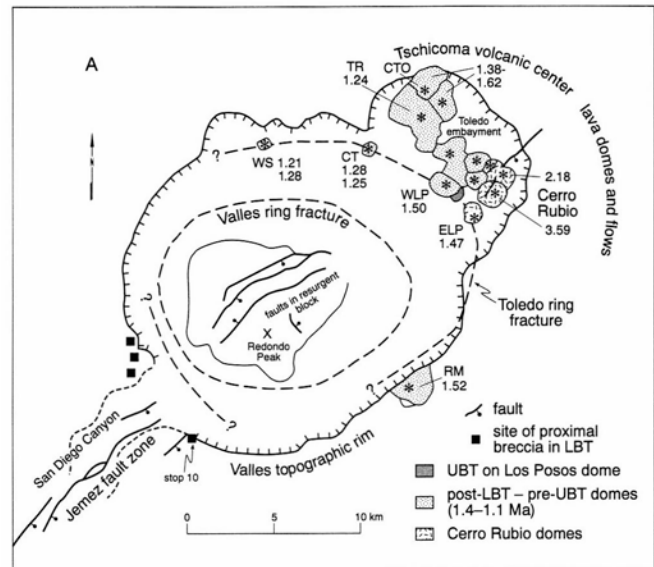 A
Tschicoma volcanic center
lava domes and flows
TR
1.24
CTO
1.38-
1.62
Toledo
embayment
?
WS 1.21
1.28
CT
1.28
1.25
WLP
1.50
2.18
Cerro
Rubio
3.59
ELP
1.47
Valles ring fracture
faults in resurgent
block
X
Redondo
Peak
Toledo ring
fracture
?
?
?
RM
1.52
San Diego Canyon
Jemez fault zone
stop 10
Valles topographic rim
0 5 10 km
fault
site of proximal
breccia in LBT
UBT on Los Posos dome
post-LBT – pre-UBT domes
(1.4–1.1 Ma)
Cerro Rubio domes